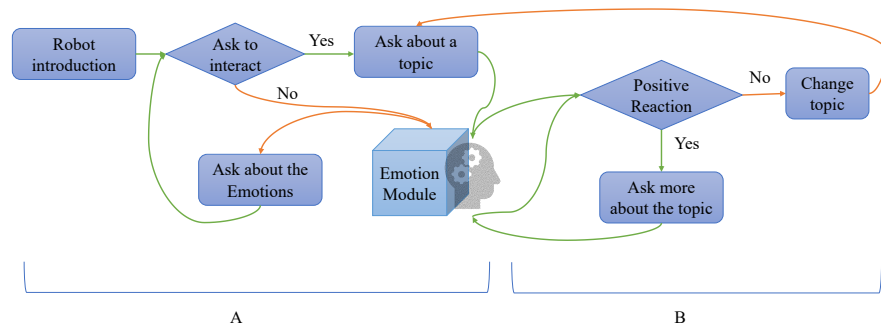 Robot
introduction
Ask to
interact
Yes
Ask about a
topic
No
Ask about the
Emotions
Emotion
Module
Positive
Reaction
No
Change
topic
Yes
Ask more
about the topic
A
B